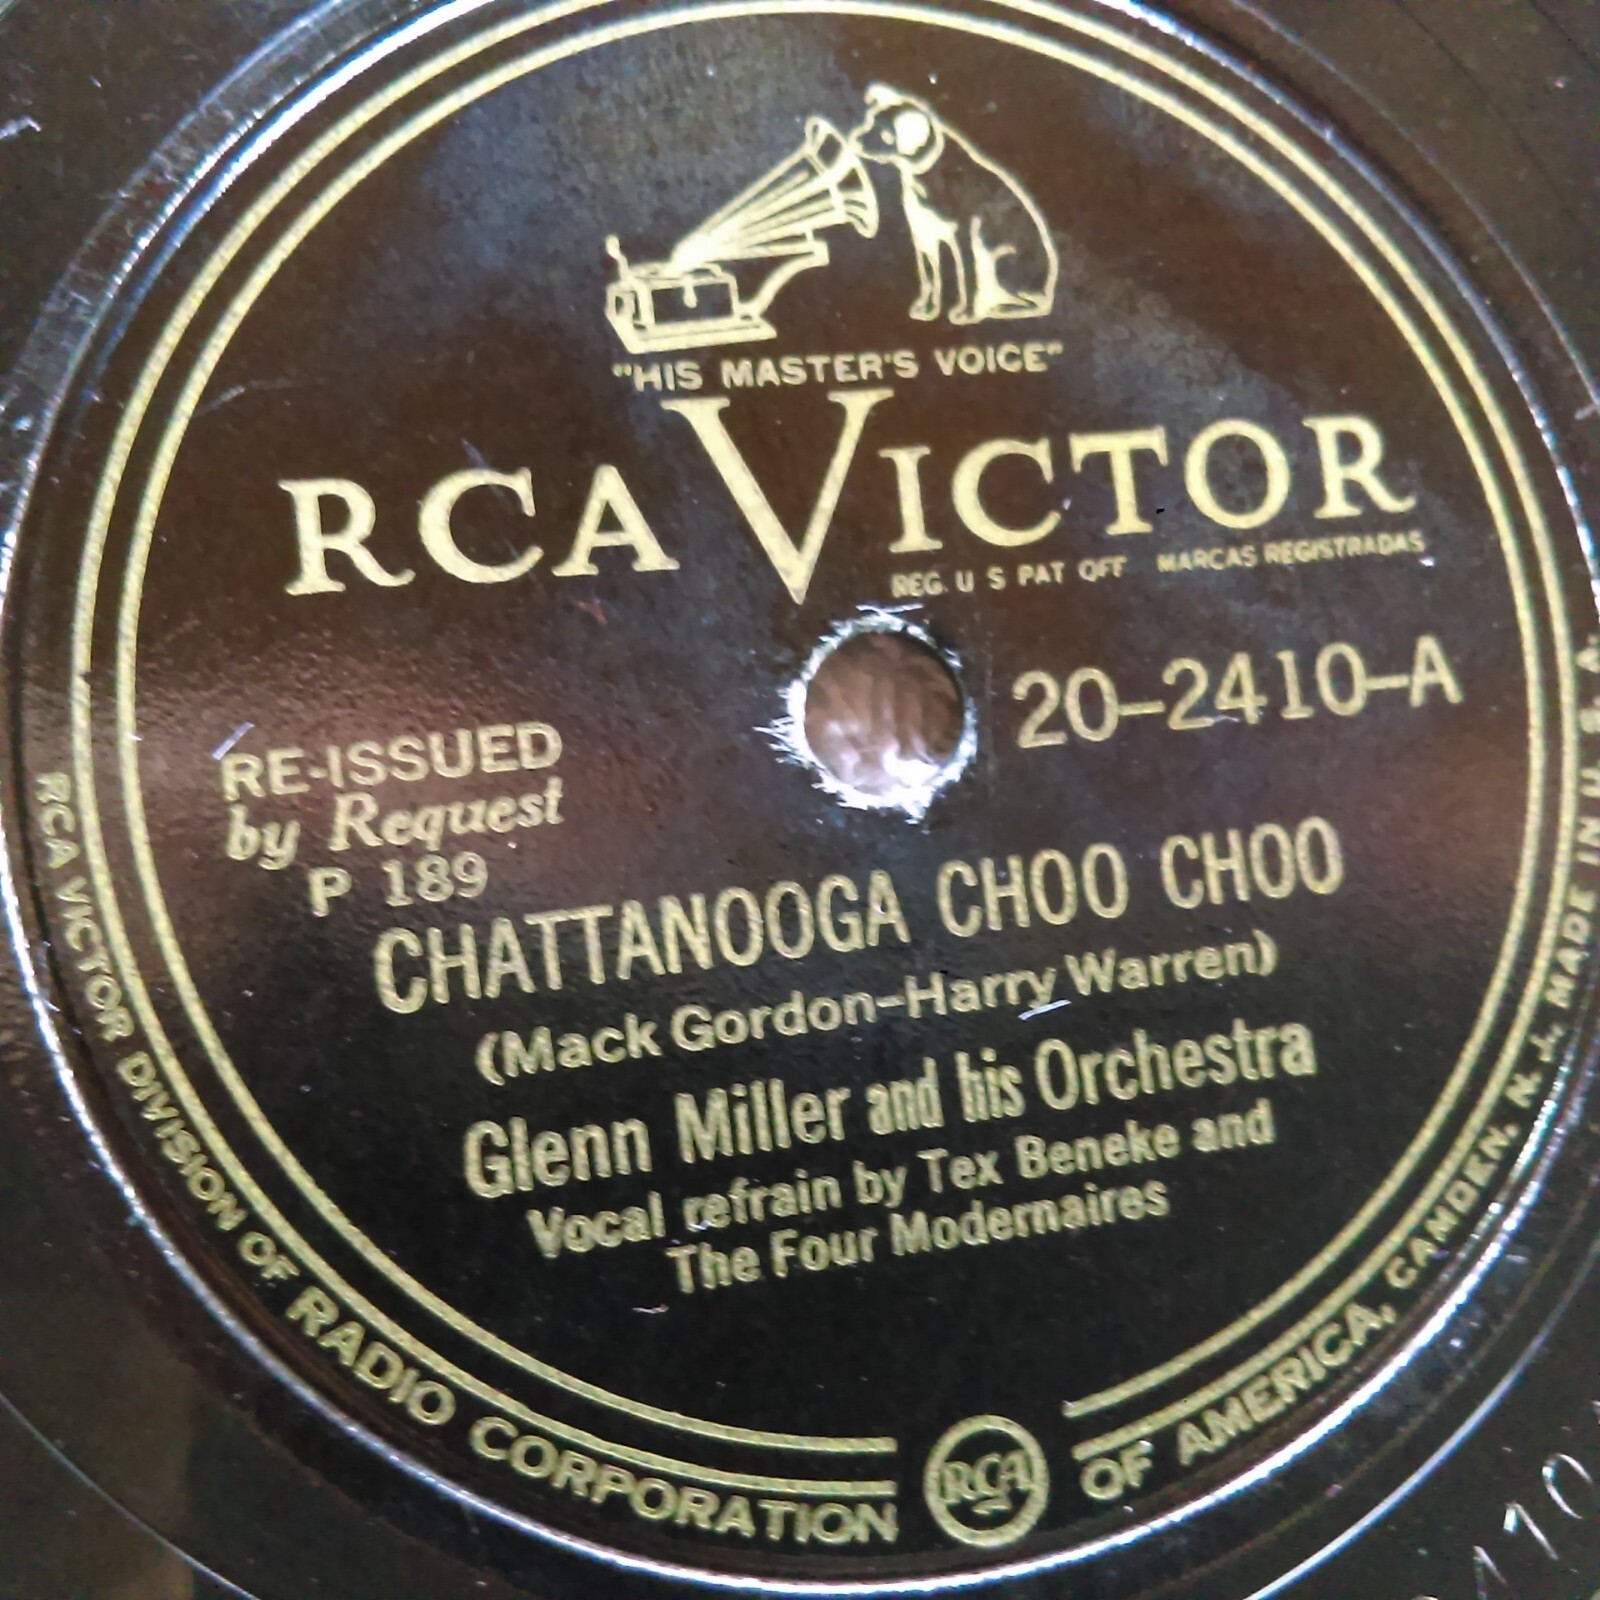 "HIS MASTER'S VOICE"
RCA VICTOR
REG. U S PAT OFF MARCAS REGISTRADAS
20-2410-A
RE-ISSUED
by Request
P 189
CHATTANOOGA CHOO CHOO
(Mack Gordon-Harry Warren)
Glenn Miller and his Orchestra
Vocal refrain by Tex Beneke and
The Four Modernaires
RCA VICTOR DIVISION OF RADIO CORPORATION OF AMERICA, CAMDEN, N. J. MADE IN U. S. A.
RCA